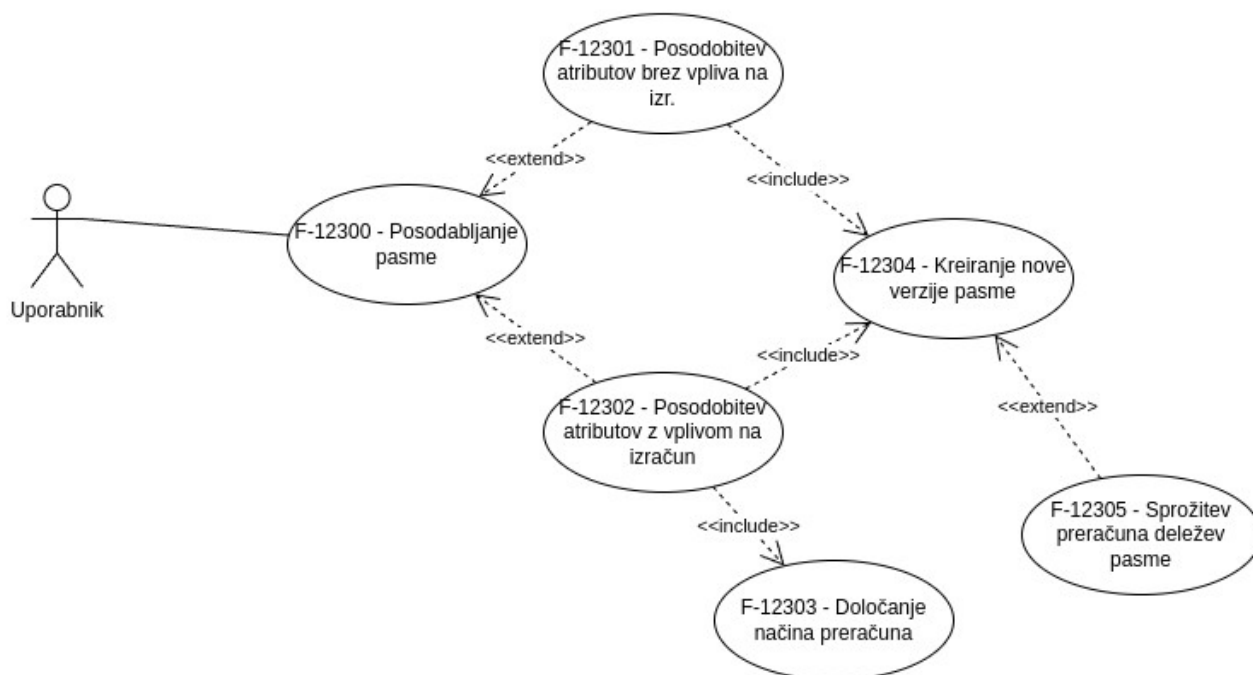 F-12301 - Posodobitev
atributov brez vpliva na
izr.
<<extend>>
<<include>>
F-12300 - Posodabljanje
pasme
Uporabnik
F-12304 - Kreiranje nove
verzije pasme
<<extend>>
<<include>>
F-12302 - Posodobitev
atributov z vplivom na
izračun
<<extend>>
F-12305 - Sprožitev
preračuna deležev
pasme
<<include>>
F-12303 - Določanje
načina preračuna